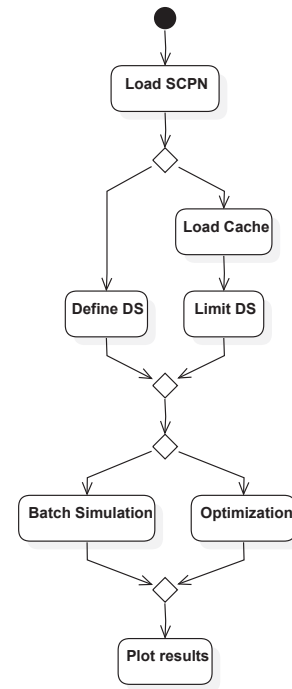 Load SCPN
Load Cache
Define DS
Limit DS
Batch Simulation
Optimization
Plot results